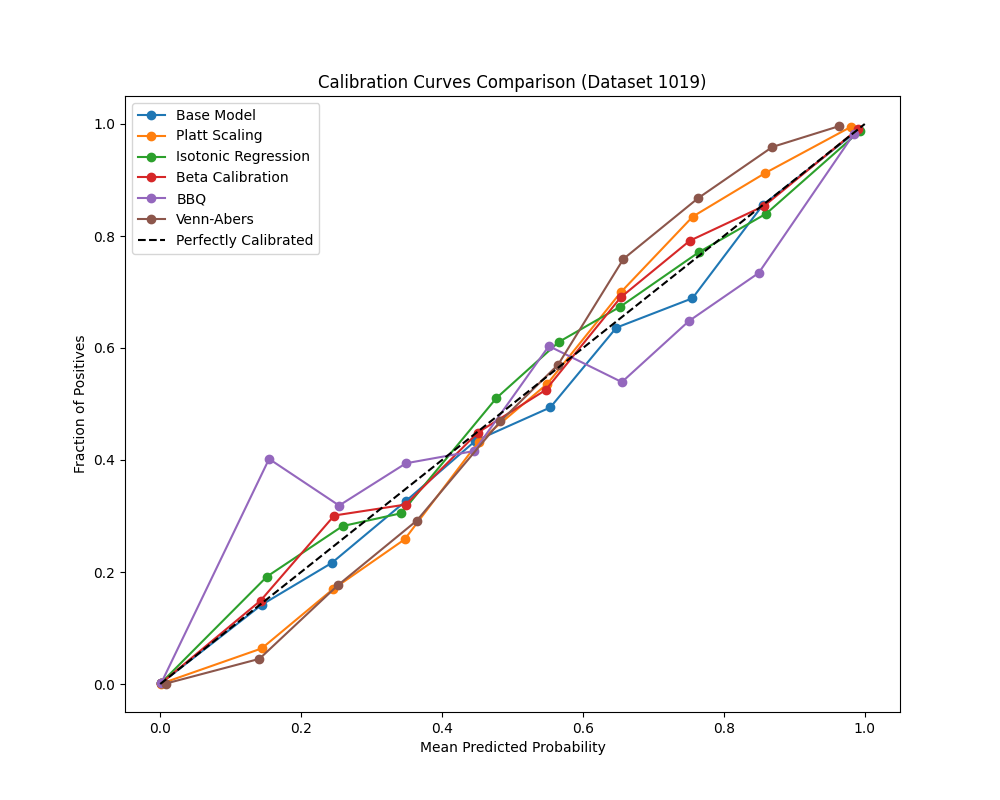 Calibration Curves Comparison (Dataset 1019)
Base Model
Platt Scaling
Isotonic Regression
Beta Calibration
BBQ
Venn-Abers
Perfectly Calibrated
Fraction of Positives
1.0
0.8
0.6
0.4
0.2
0.0
0.0 0.2 0.4 0.6 0.8 1.0
Mean Predicted Probability